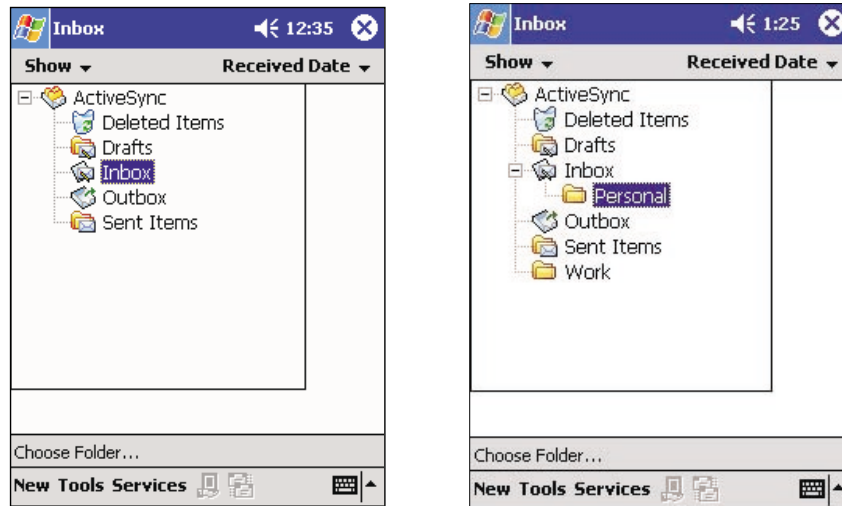 Inbox 12:35
Show Received Date
ActiveSync
Deleted Items
Drafts
Inbox
Outbox
Sent Items
Choose Folder...
New Tools Services
Inbox 1:25
Show Received Date
ActiveSync
Deleted Items
Drafts
Inbox
Personal
Outbox
Sent Items
Work
Choose Folder...
New Tools Services